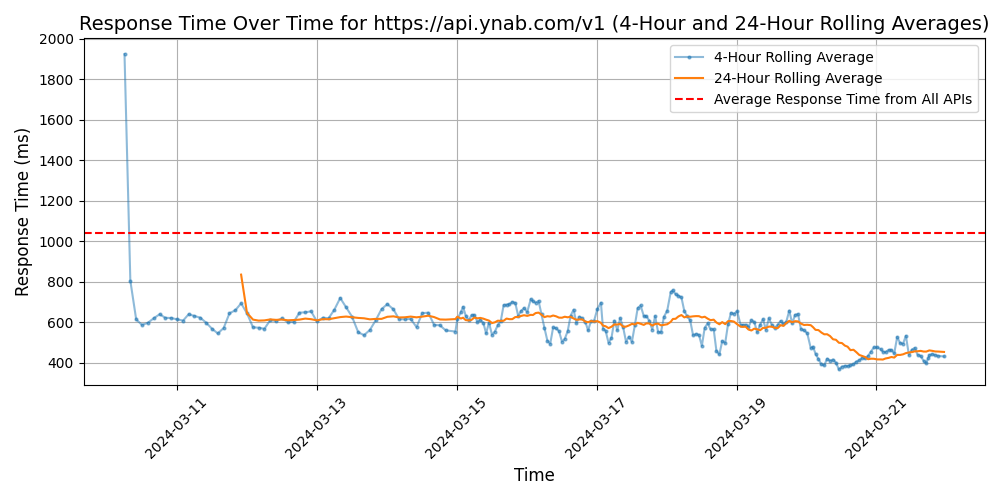 Response Time Over Time for https://api.ynab.com/v1 (4-Hour and 24-Hour Rolling Averages)
4-Hour Rolling Average
24-Hour Rolling Average
Average Response Time from All APIs
Response Time (ms)
2000
1800
1600
1400
1200
1000
800
600
400
2024-03-11
2024-03-13
2024-03-15
2024-03-17
2024-03-19
2024-03-21
Time